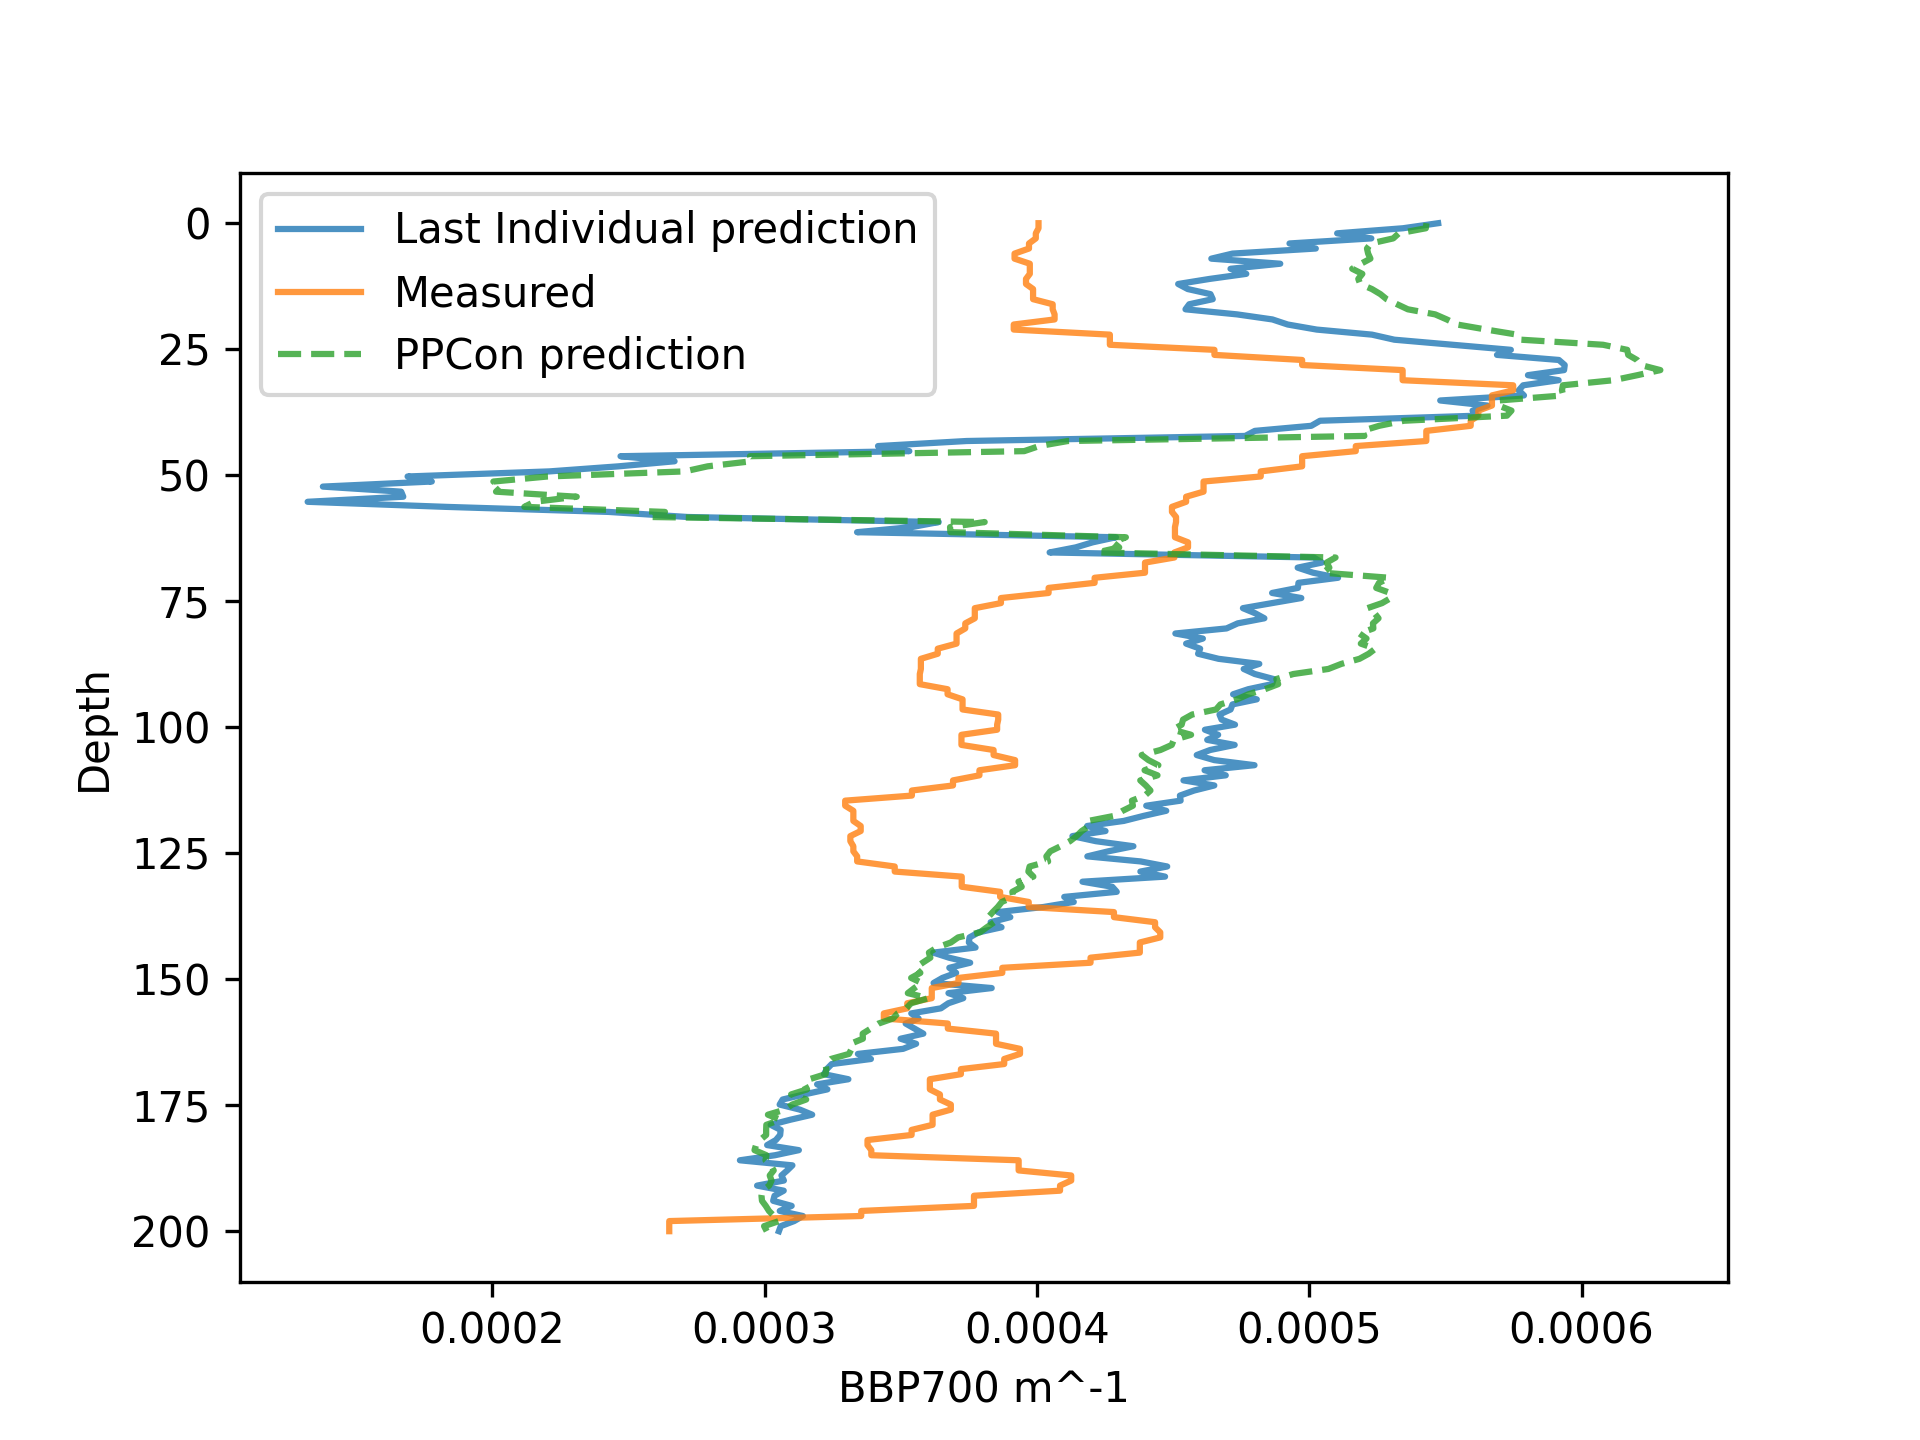 Last Individual prediction
Measured
PPCon prediction
0
25
50
75
100
125
150
175
200
Depth
0.0002 0.0003 0.0004 0.0005 0.0006
BBP700 m^-1